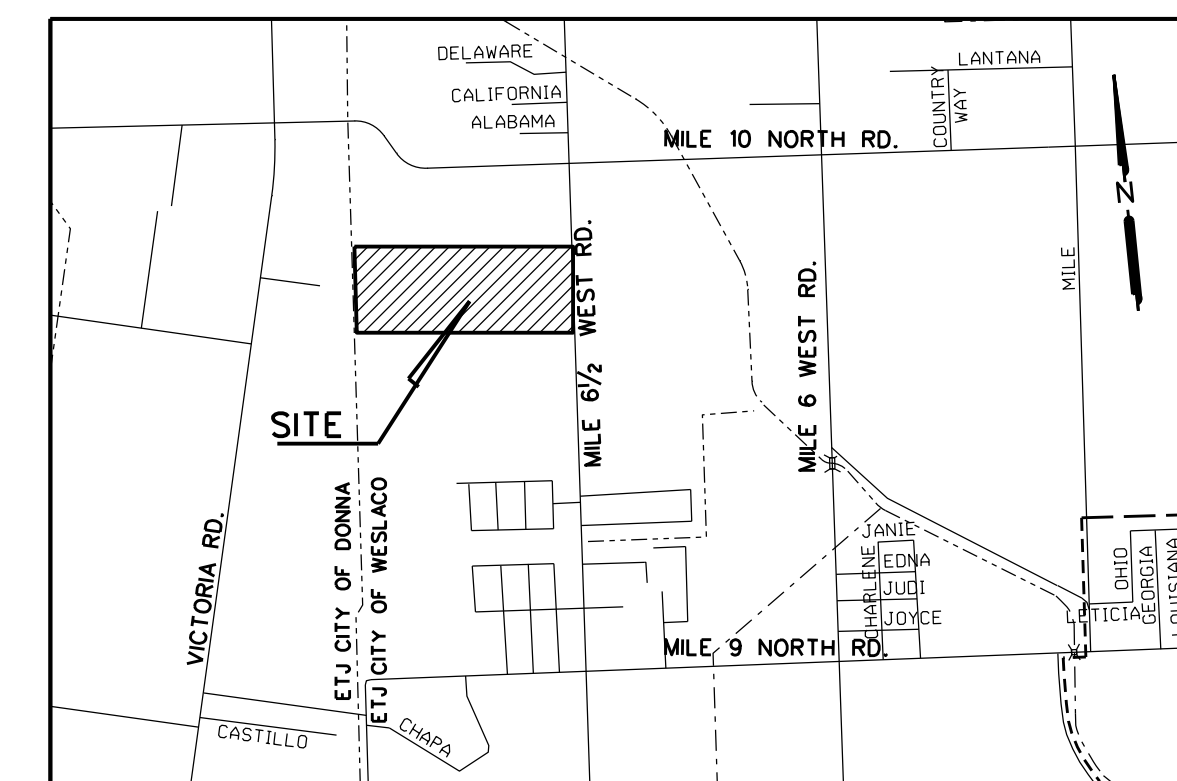 DELAWARE
LANTANA
CALIFORNIA
COUNTRY
WAY
ALABAMA
MILE 10 NORTH RD.
N
MILE 6½ WEST RD.
MILE
MILE 6 WEST RD.
SITE
ETJ CITY OF DONNA
ETJ CITY OF WESLACO
VICTORIA RD.
JANIE
CHARLENE
EDNA
JUDI
JOYCE
OHIO
GEORGIA
LOUISIANA
LETICIA
MILE 9 NORTH RD.
CASTILLO
CHAPA